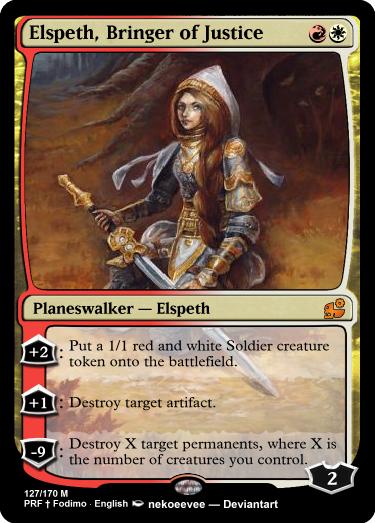 Elspeth, Bringer of Justice
Planeswalker — Elspeth
+2: Put a 1/1 red and white Soldier creature
token onto the battlefield.
+1: Destroy target artifact.
-9: Destroy X target permanents, where X is
the number of creatures you control.
2
127/170 M
PRF † Fodimo · English nekoeevee — Deviantart